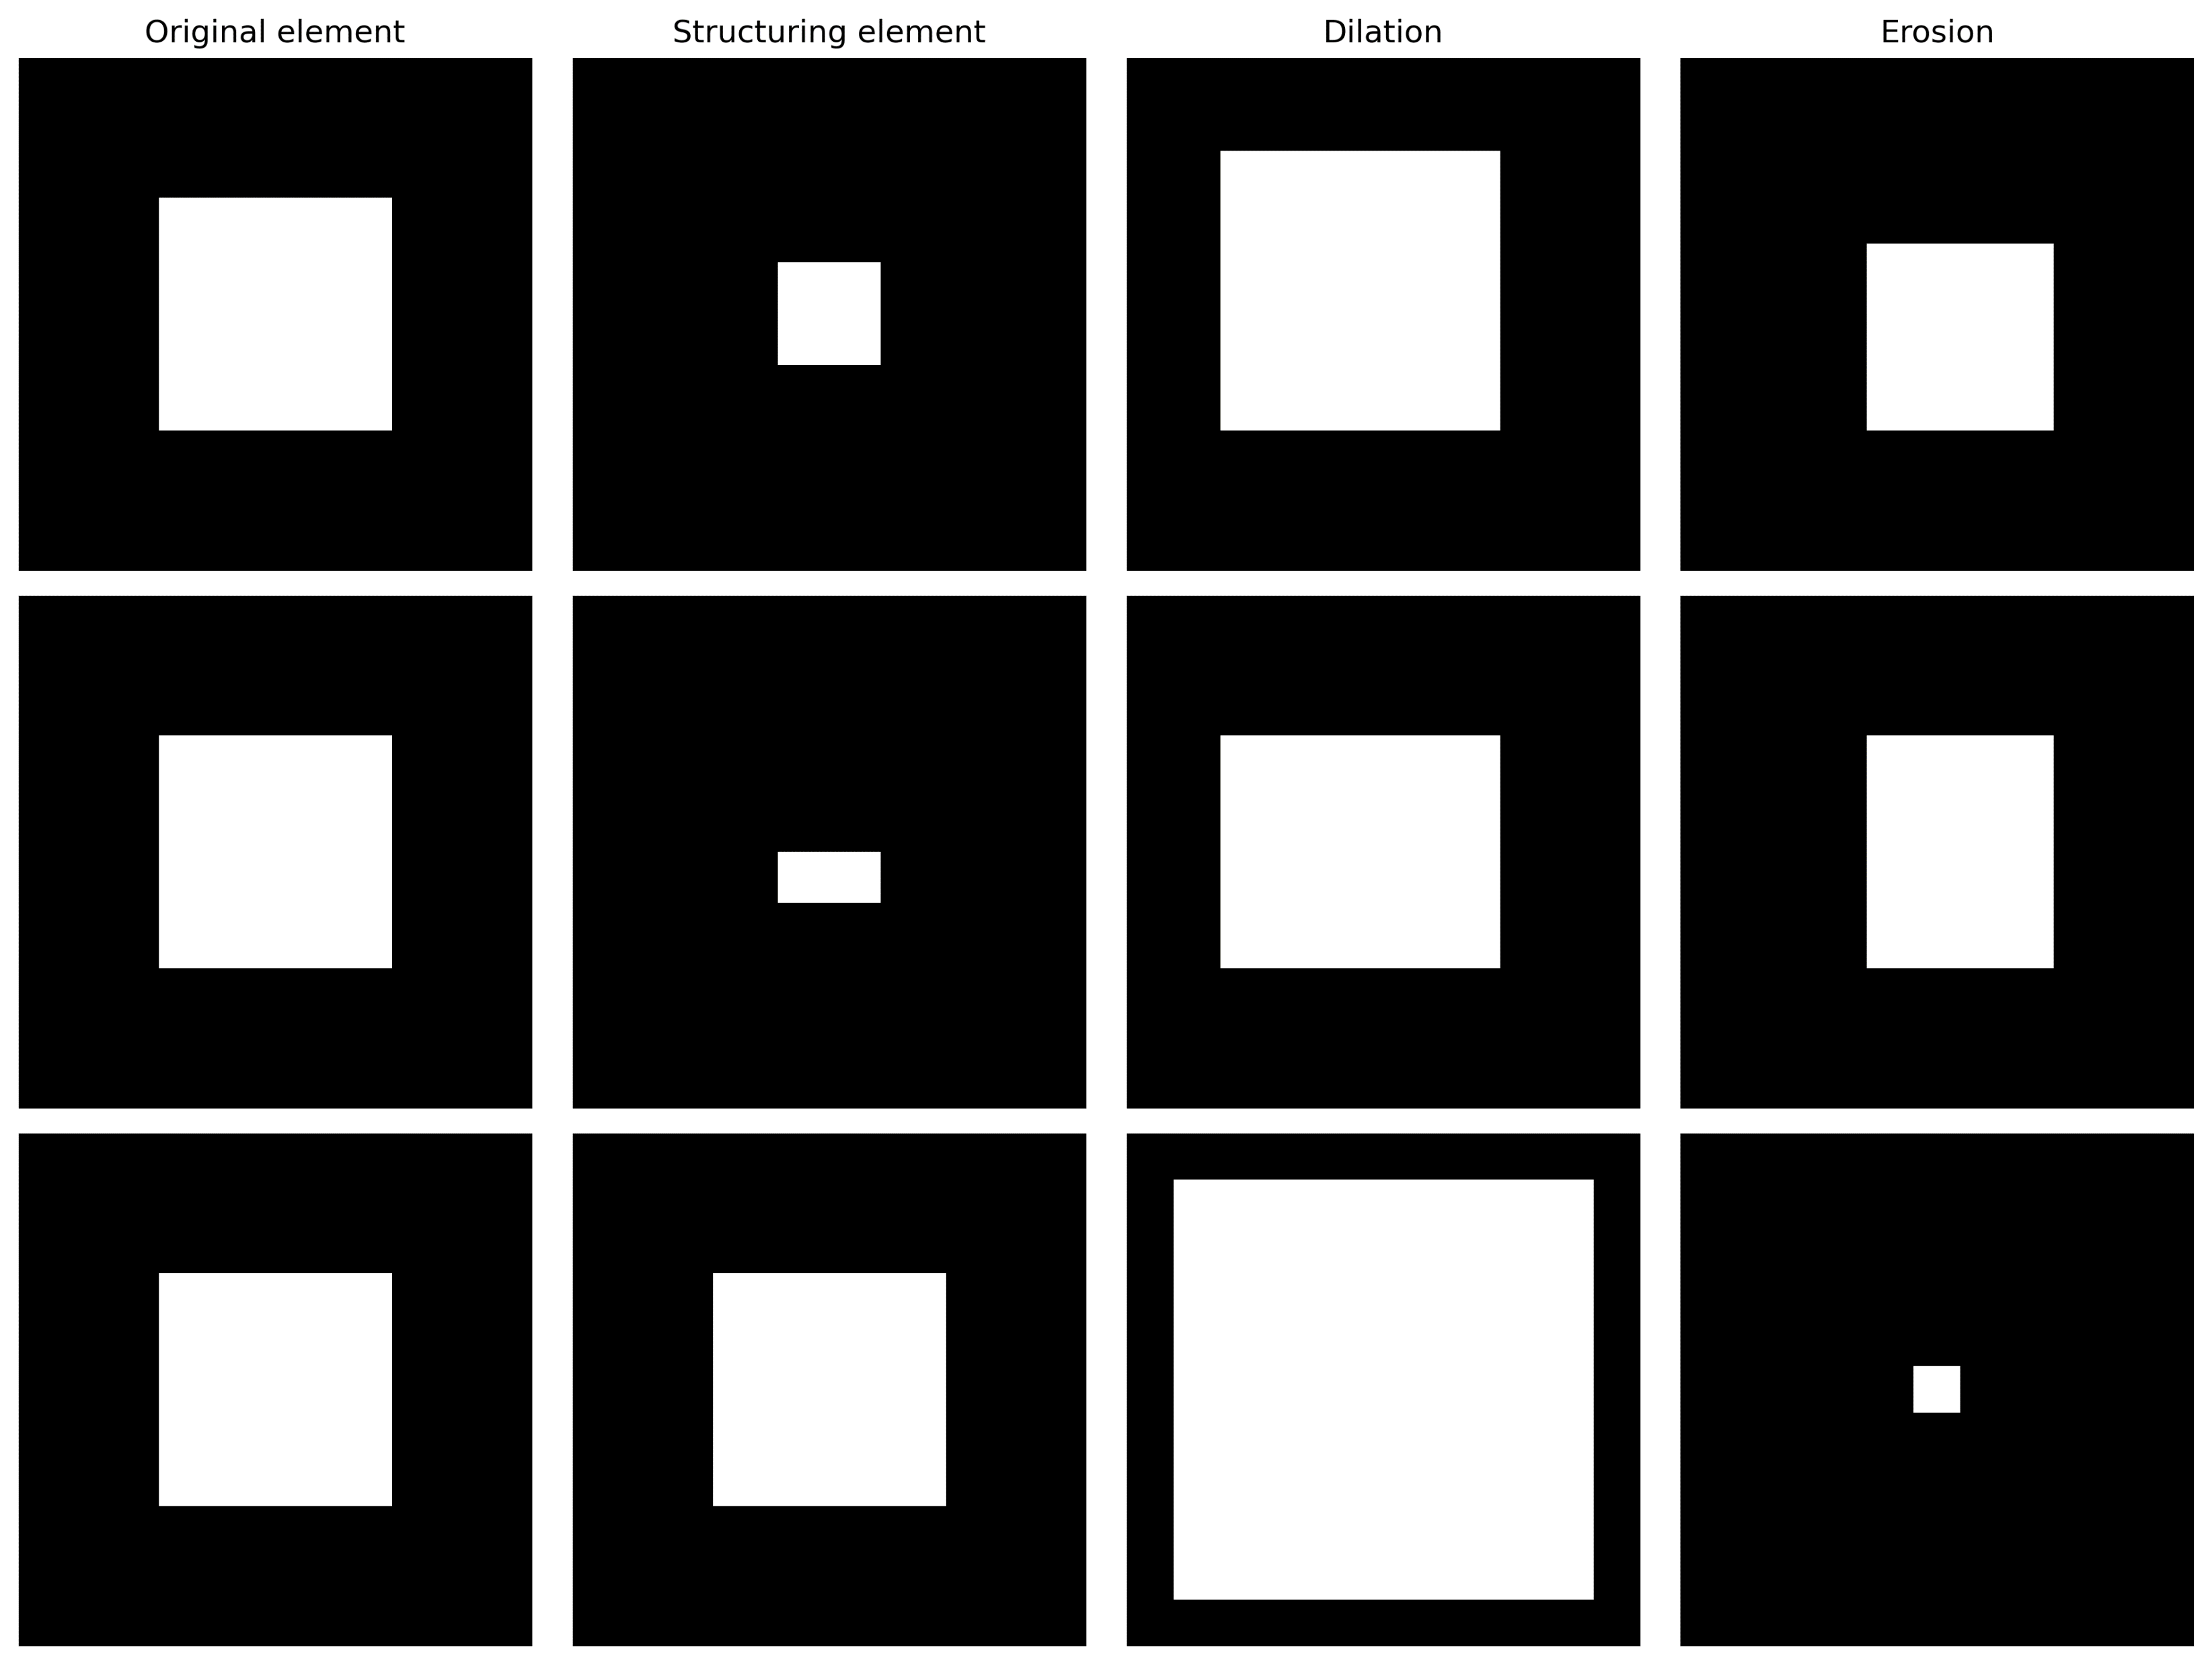 Original element
Structuring element
Dilation
Erosion